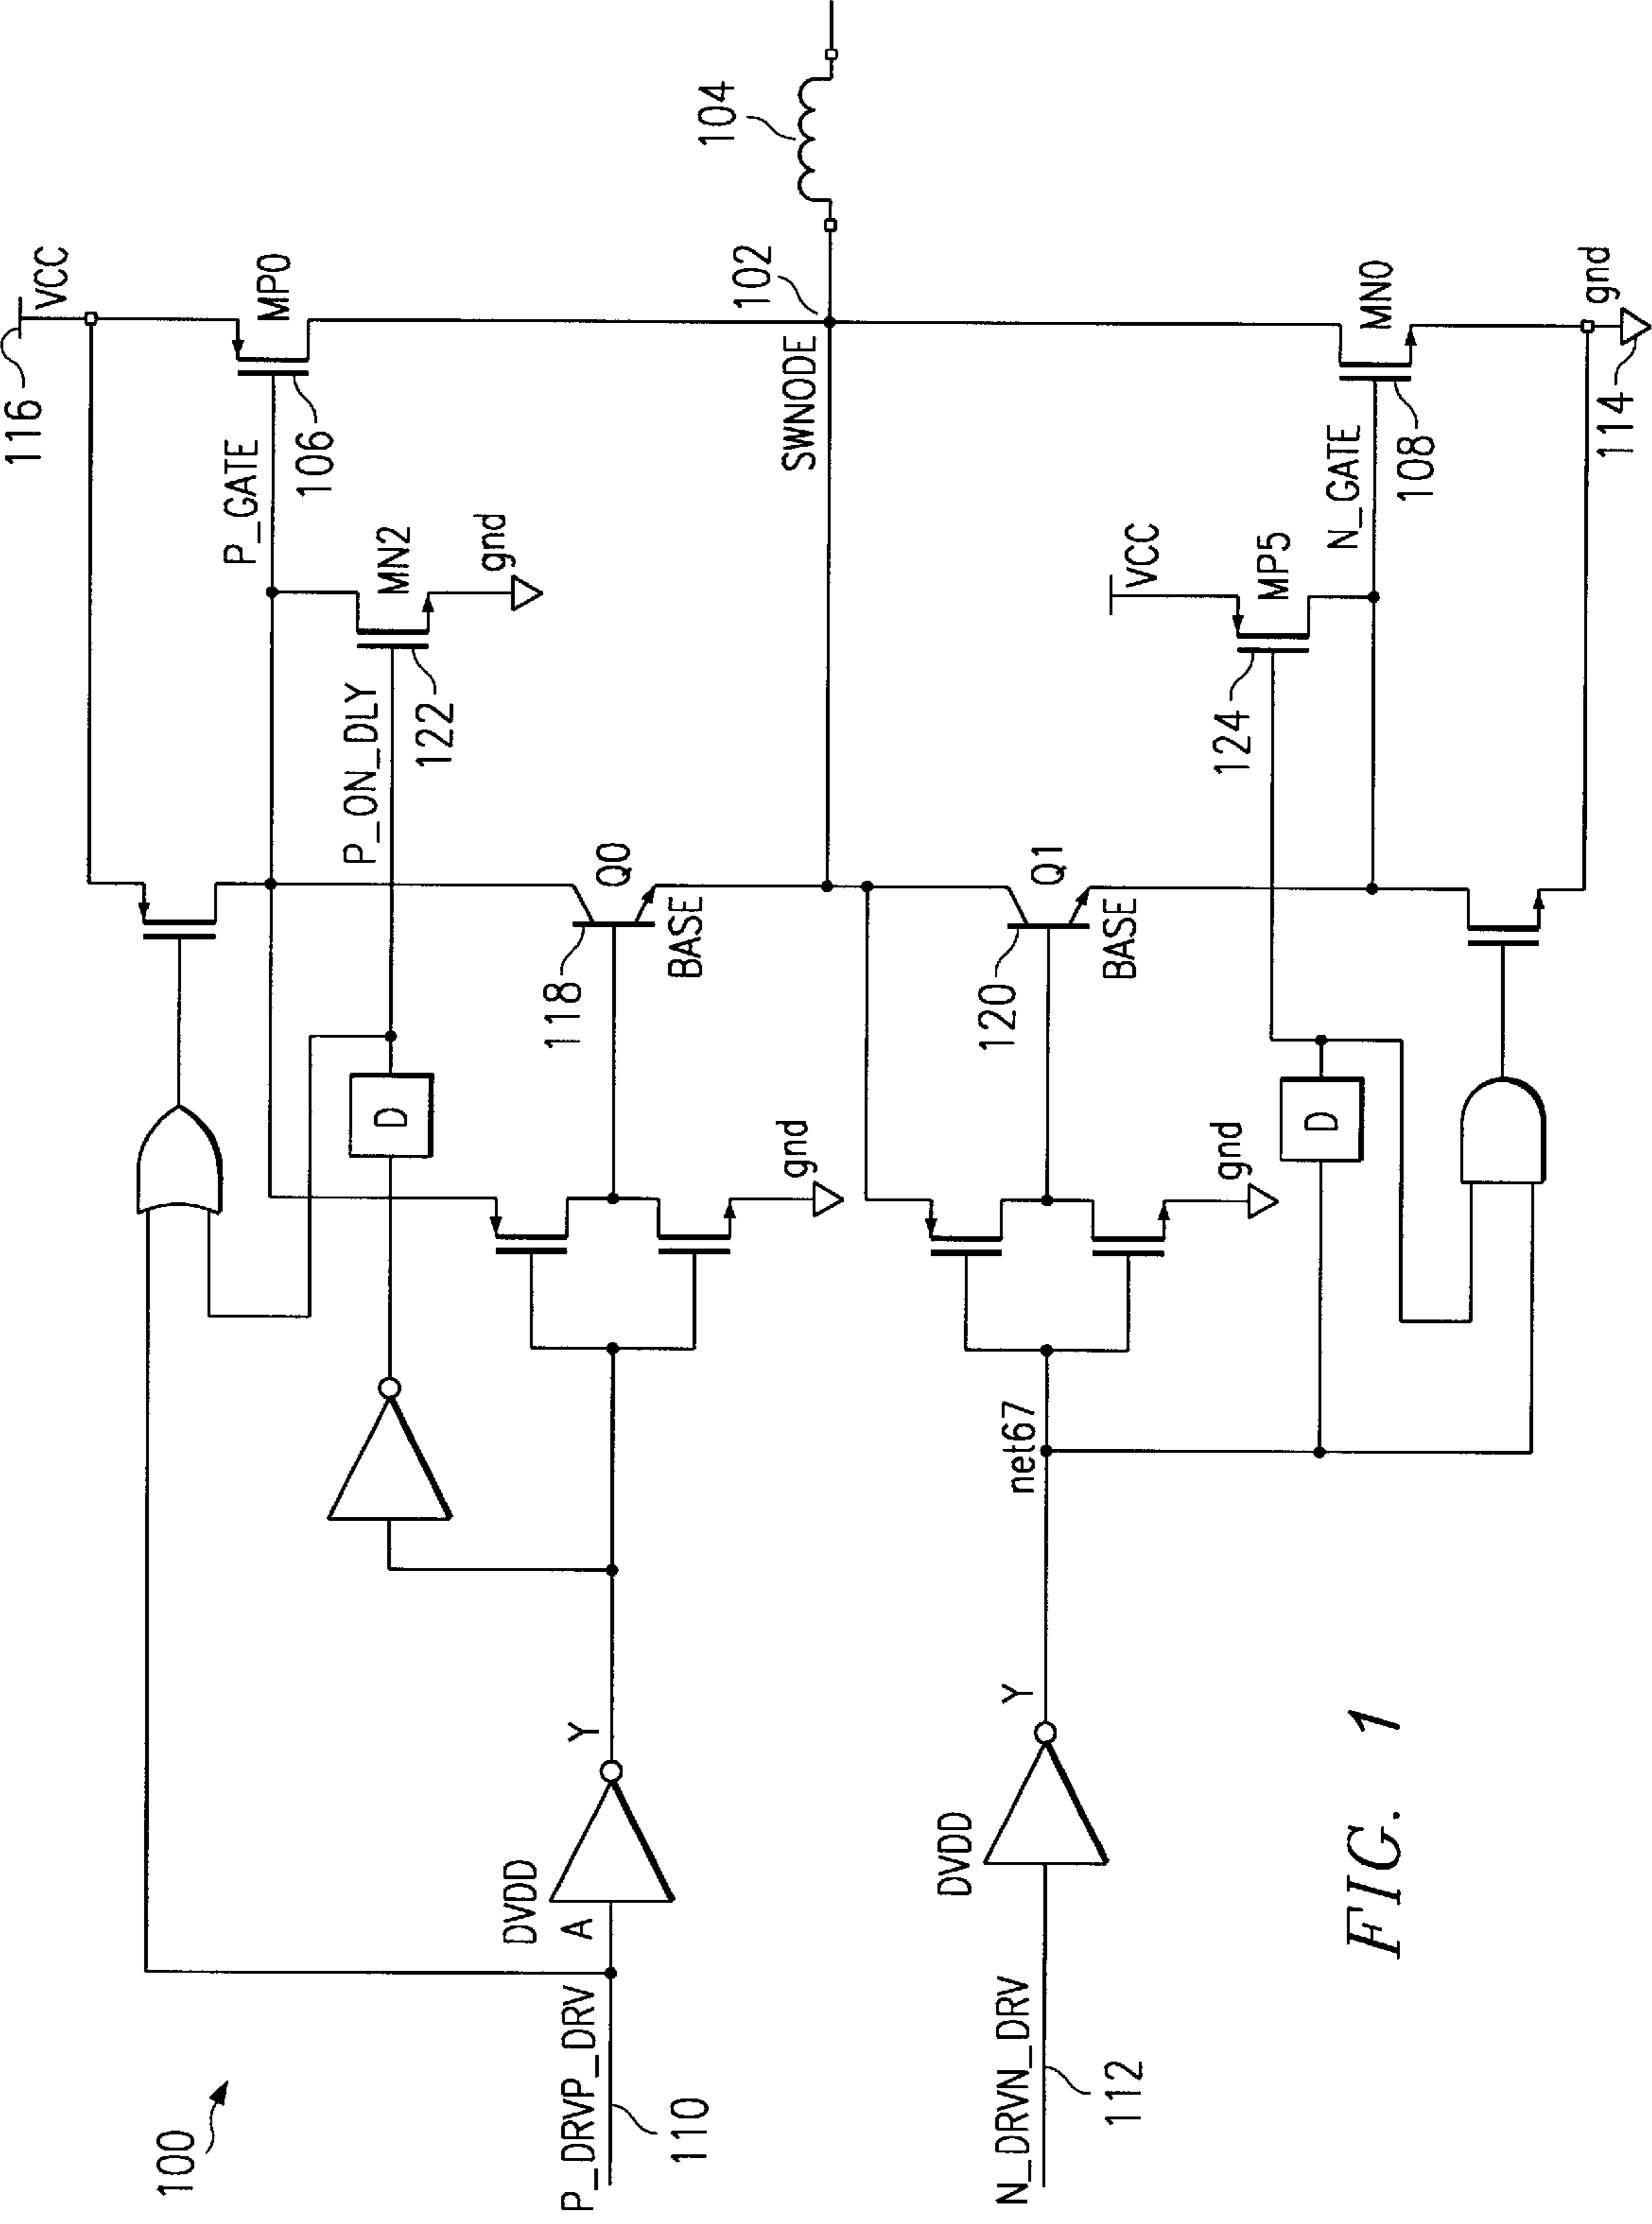 100
116
VCC
MP0
P_GATE
106
MN2
gnd
P_ON_DLY
122
104
102
SWNODE
Q0
118
BASE
D
gnd
DVDD
A
Y
P_DRVP_DRV
110
VCC
MP5
124
N_GATE
MN0
108
gnd
114
Q1
120
BASE
D
gnd
net67
Y
DVDD
N_DRVN_DRV
112
FIG. 1